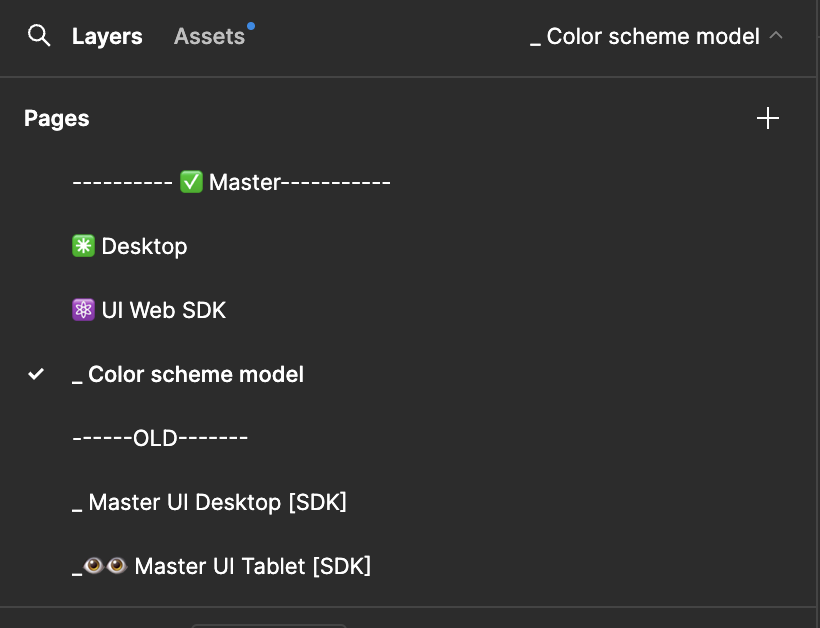 Layers Assets _ Color scheme model
Pages
---------- ✅ Master-----------
✳️ Desktop
⚛️ UI Web SDK
_ Color scheme model
------OLD-------
_ Master UI Desktop [SDK]
_👁👁 Master UI Tablet [SDK]